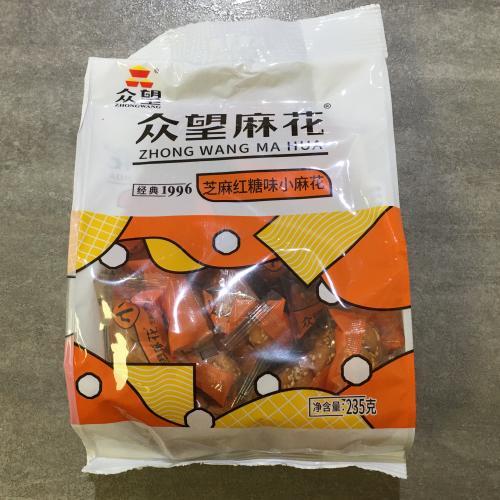 众望
ZHONGWANG
众望麻花®
ZHONG WANG MA HUA
经典1996
芝麻红糖味小麻花
净含量:235克